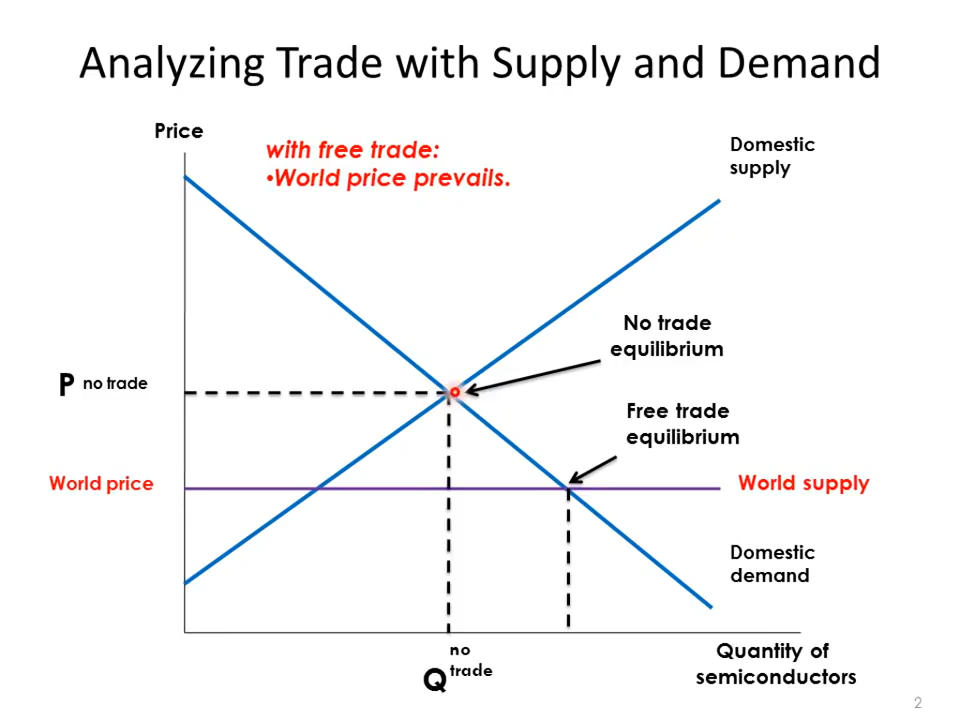 Analyzing Trade with Supply and Demand
Price
with free trade:
•World price prevails.
Domestic
supply
No trade
equilibrium
P no trade
Free trade
equilibrium
World price
World supply
Domestic
demand
no
Q trade
Quantity of
semiconductors
2